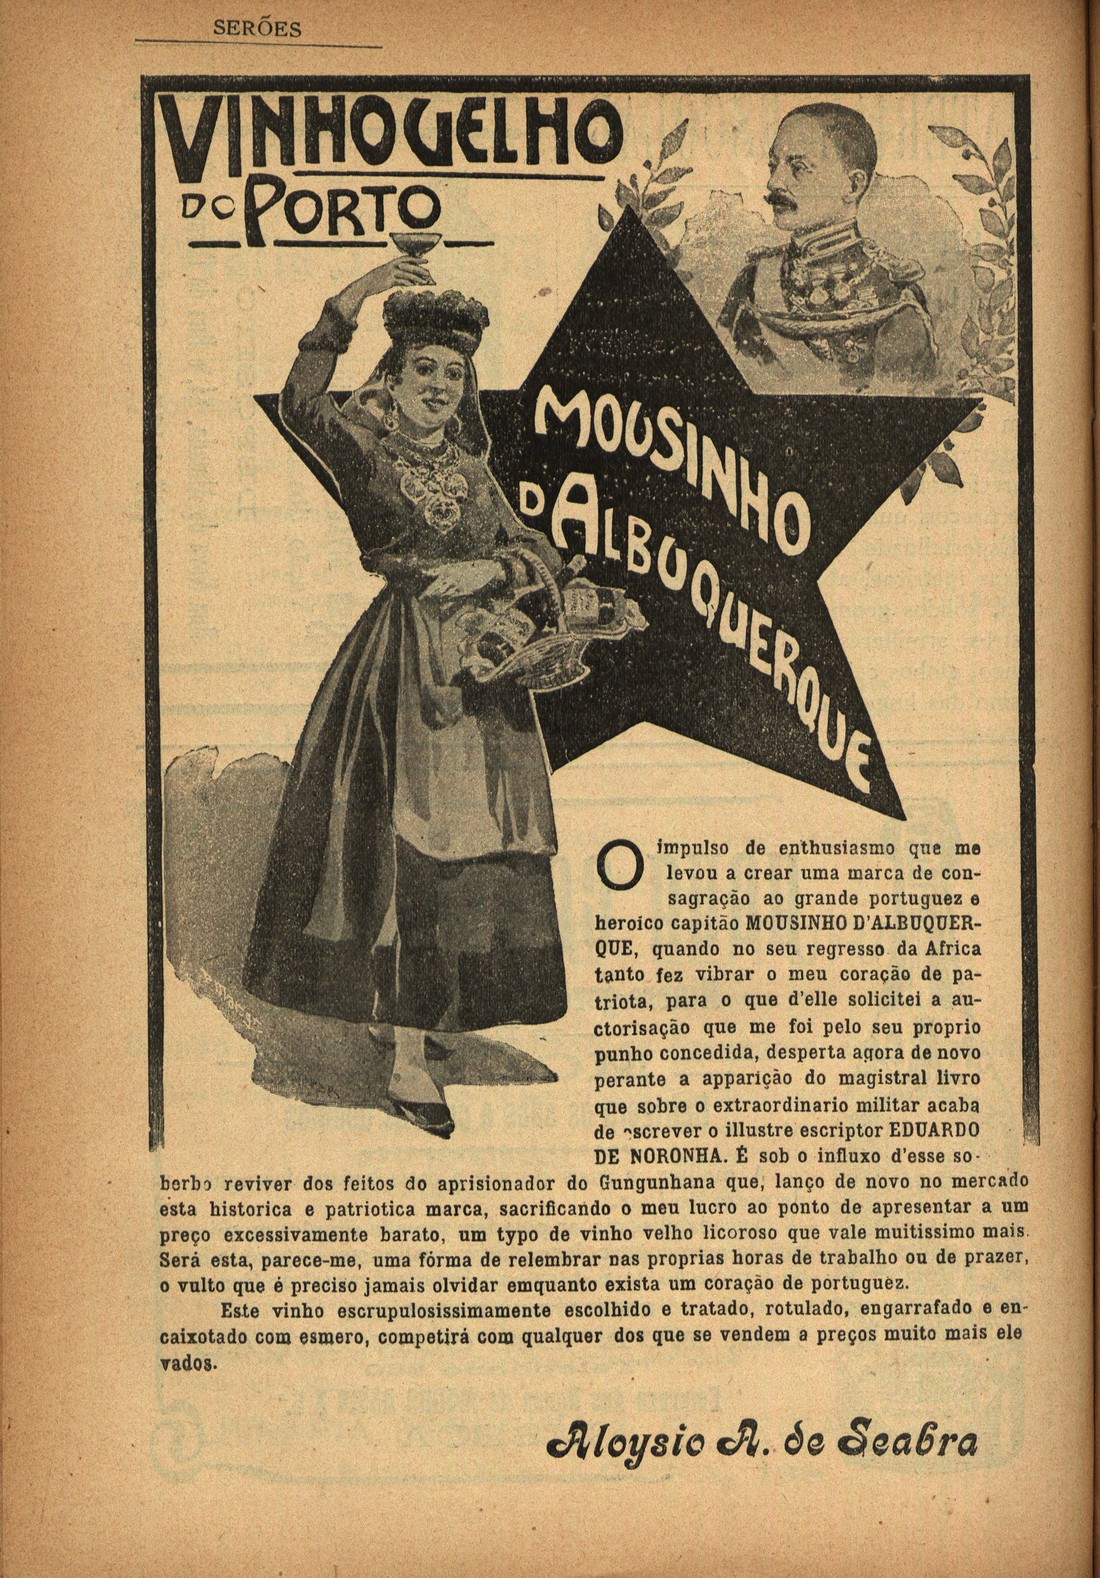 SERÕES
VINHO VELHO
DO PORTO
MOUSINHO
D ALBUQUERQUE
O impulso de enthusiasmo que me
levou a crear uma marca de con-
sagração ao grande portuguez e
heroico capitão MOUSINHO D'ALBUQUER-
QUE, quando no seu regresso da Africa
tanto fez vibrar o meu coração de pa-
triota, para o que d'elle solicitei a au-
ctorisação que me foi pelo seu proprio
punho concedida, desperta agora de novo
perante a apparição do magistral livro
que sobre o extraordinario militar acaba
de escrever o illustre escriptor EDUARDO
DE NORONHA. É sob o influxo d'esse so-
berbo reviver dos feitos do aprisionador do Gungunhana que, lanço de novo no mercado
esta historica e patriotica marca, sacrificando o meu lucro ao ponto de apresentar a um
preço excessivamente barato, um typo de vinho velho licoroso que vale muitissimo mais.
Será esta, parece-me, uma fórma de relembrar nas proprias horas de trabalho ou de prazer,
o vulto que é preciso jamais olvidar emquanto exista um coração de portuguez.
Este vinho escrupulosissimamente escolhido e tratado, rotulado, engarrafado e en-
caixotado com esmero, competirá com qualquer dos que se vendem a preços muito mais ele
vados.
Aloysio A. de Seabra